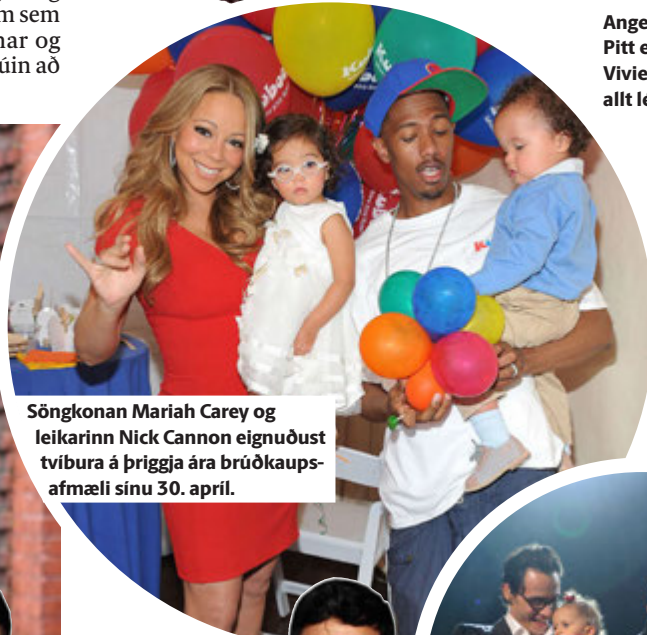 m sem
nar og
úin að
Ange
Pitt e
Vivie
allt lé
Söngkonan Mariah Carey og
leikarinn Nick Cannon eignuðust
tvíbura á þriggja ára brúðkaups-
afmæli sínu 30. apríl.